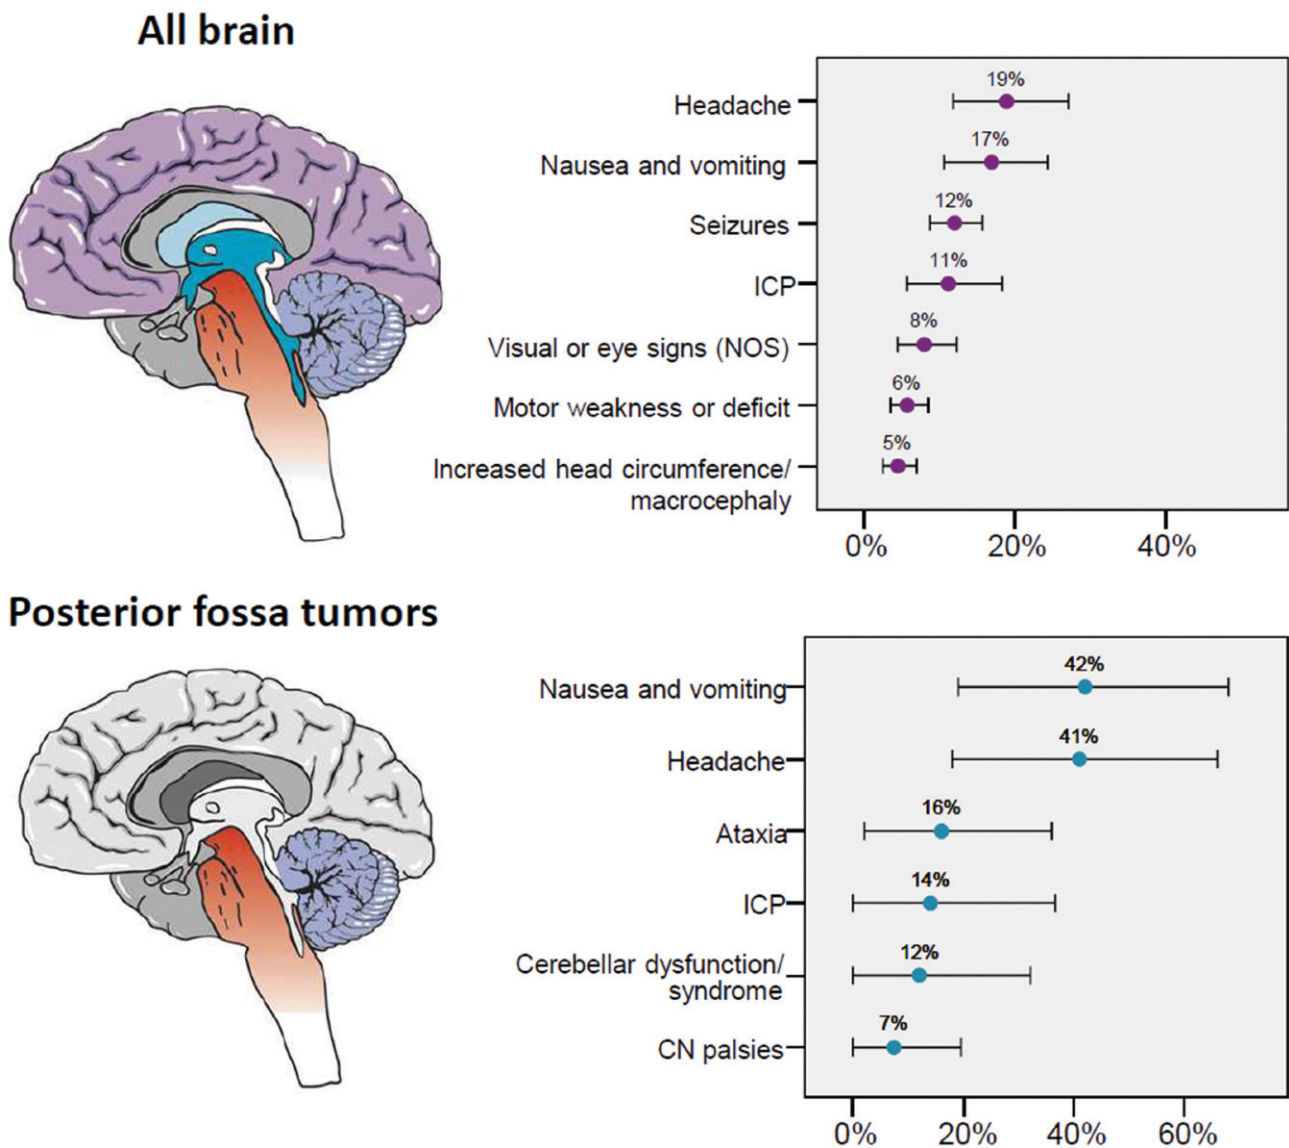 All brain
19%
Headache
17%
Nausea and vomiting
12%
Seizures
11%
ICP
8%
Visual or eye signs (NOS)
6%
Motor weakness or deficit
5%
Increased head circumference/
macrocephaly
0% 20% 40%
Posterior fossa tumors
42%
Nausea and vomiting
41%
Headache
16%
Ataxia
14%
ICP
12%
Cerebellar dysfunction/
syndrome
7%
CN palsies
0% 20% 40% 60%